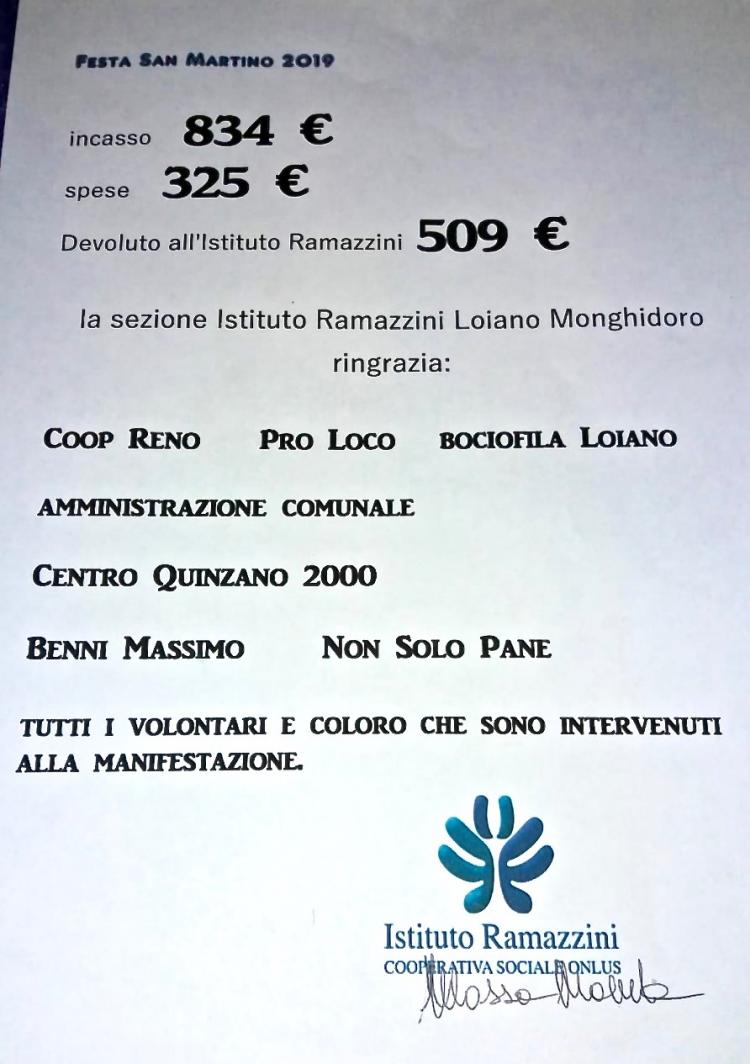 FESTA SAN MARTINO 2019
incasso 834 €
spese 325 €
Devoluto all'Istituto Ramazzini 509 €
la sezione Istituto Ramazzini Loiano Monghidoro
ringrazia:
COOP RENO PRO LOCO BOCIOFILA LOIANO
AMMINISTRAZIONE COMUNALE
CENTRO QUINZANO 2000
BENNI MASSIMO NON SOLO PANE
TUTTI I VOLONTARI E COLORO CHE SONO INTERVENUTI
ALLA MANIFESTAZIONE.
Istituto Ramazzini
COOPERATIVA SOCIALE ONLUS